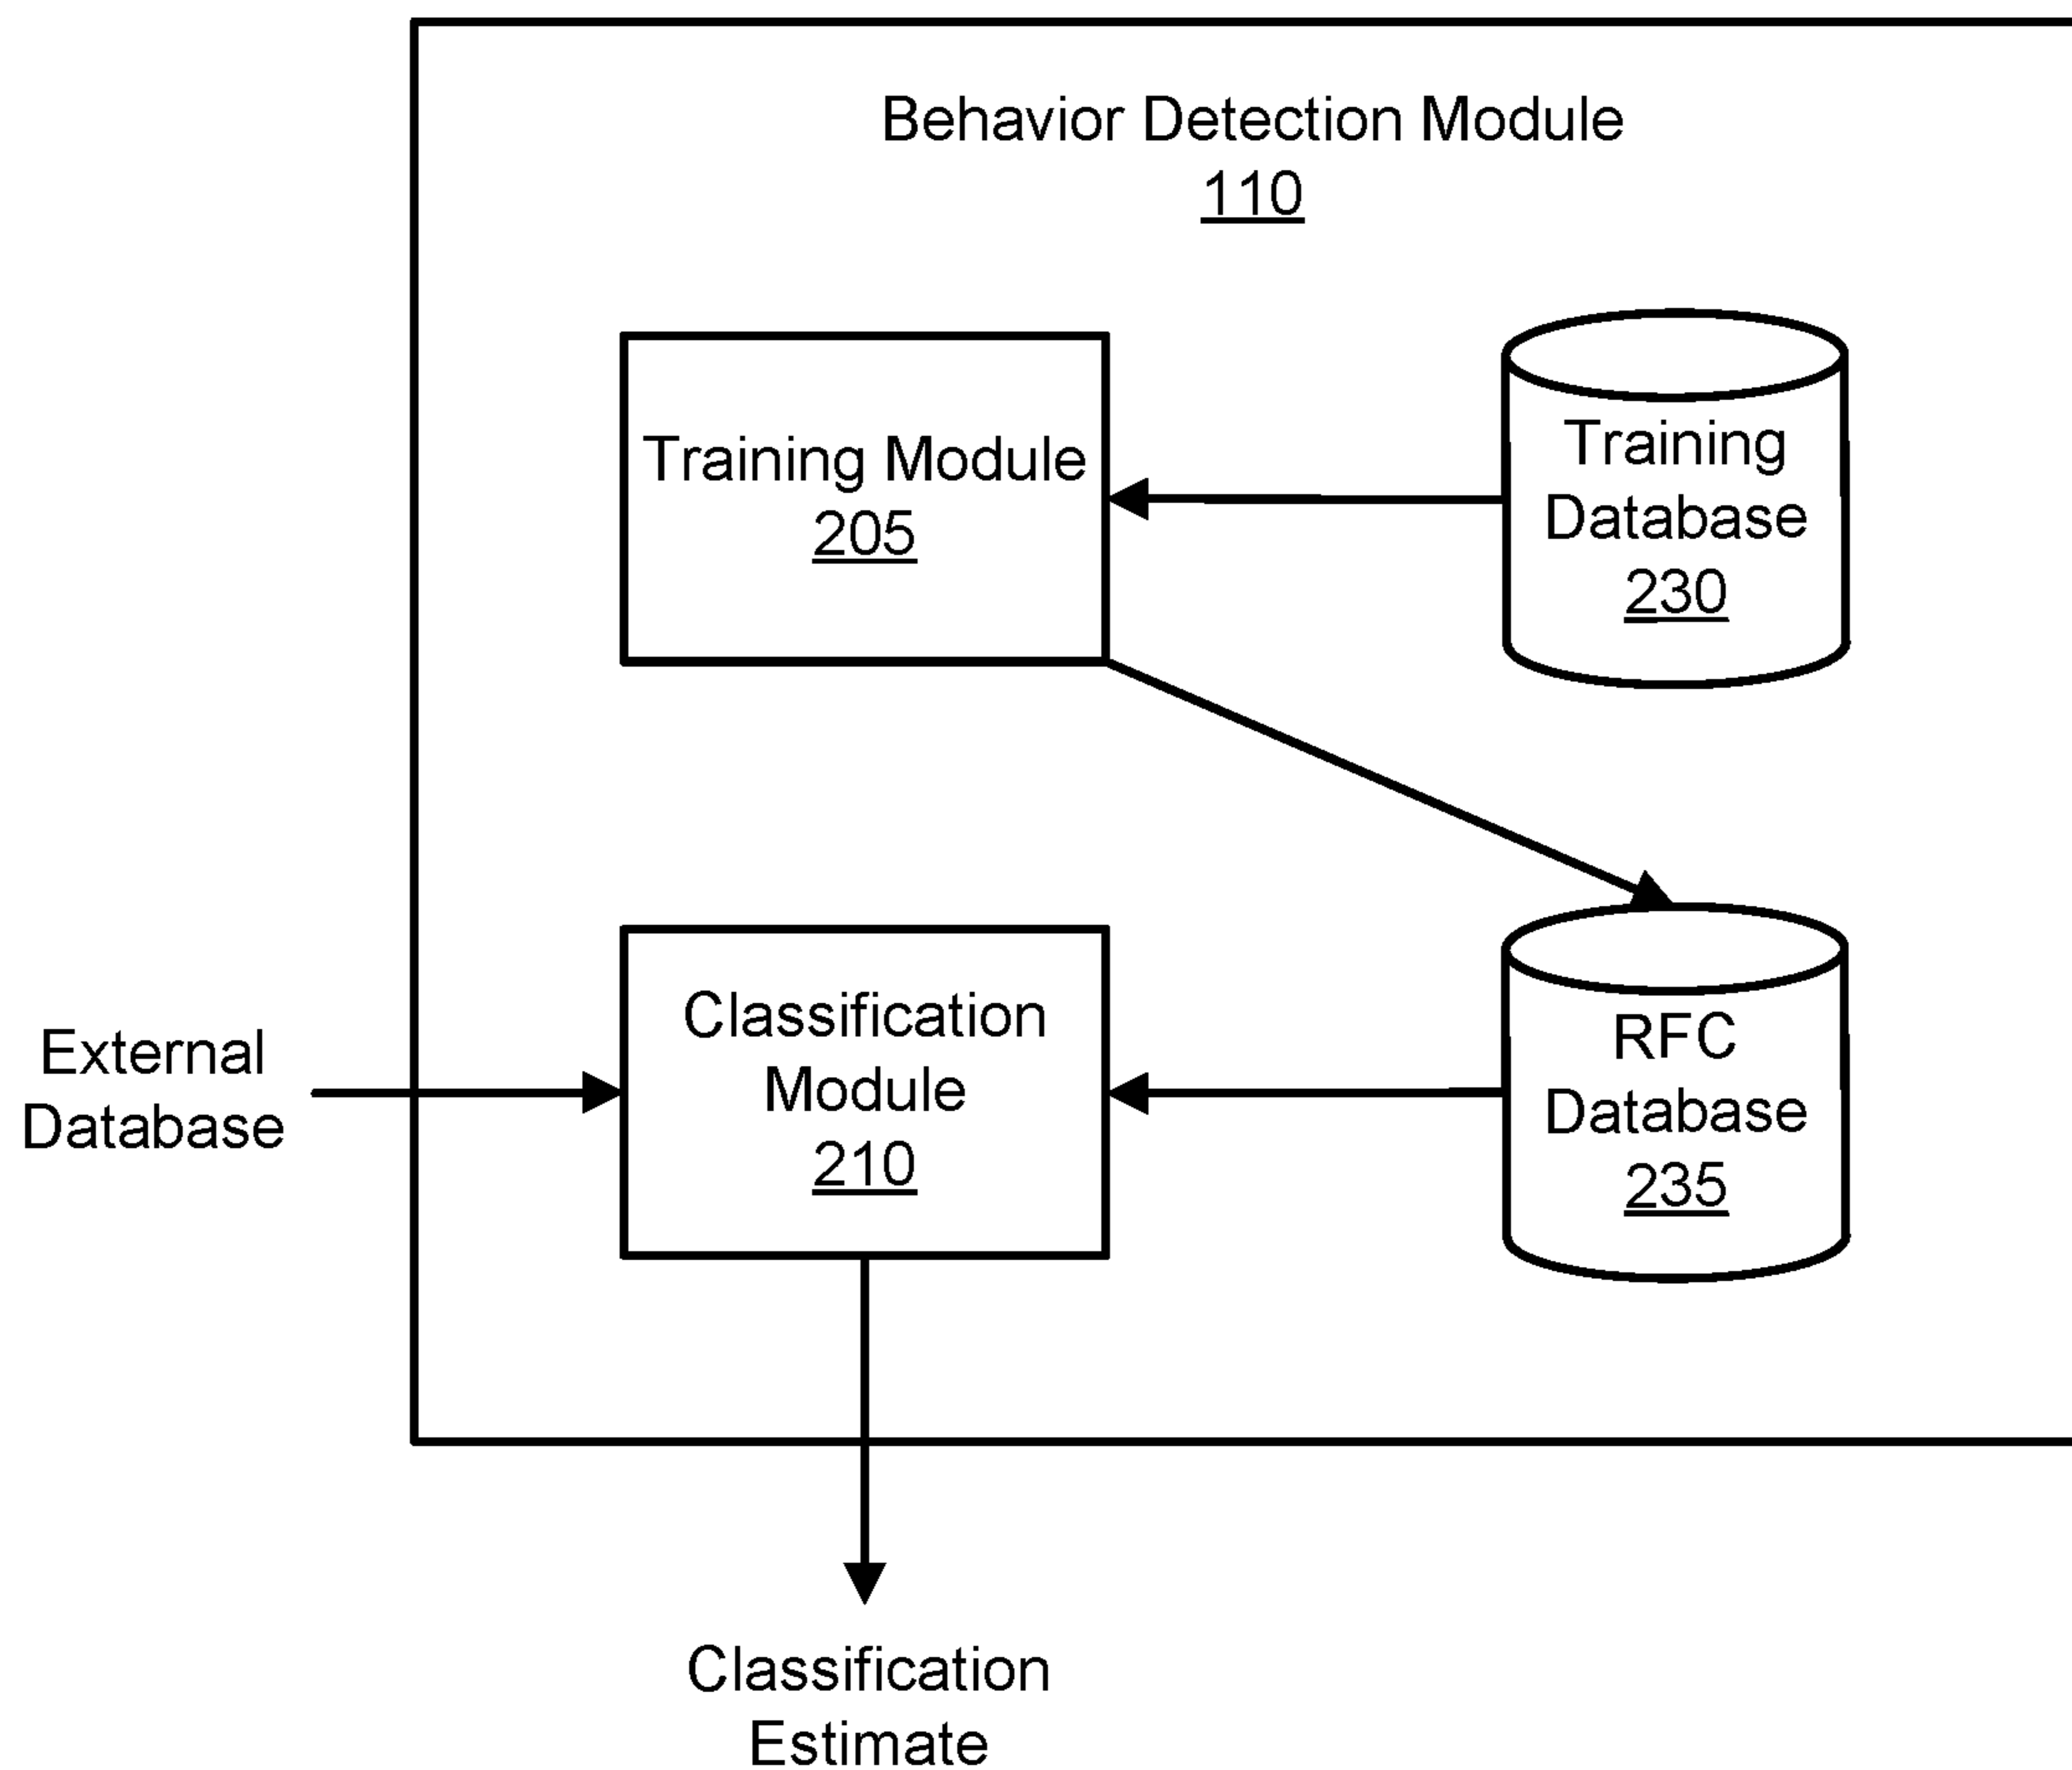 Behavior Detection Module
110
Training Module
205
Training
Database
230
External
Database
Classification
Module
210
RFC
Database
235
Classification
Estimate